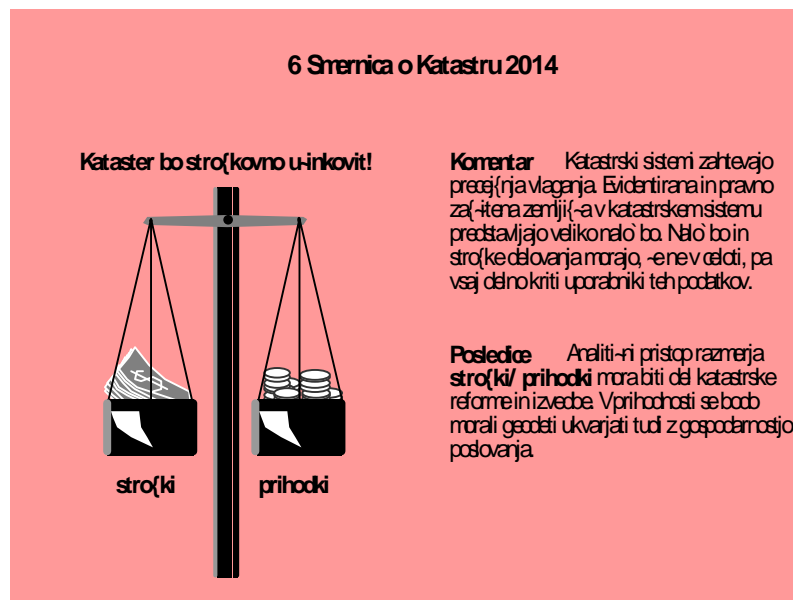 6 Smernica o Katastru 2014
Kataster bo stro{kovno u~inkovit!
Komentar Katastrski sistemi zahtevajo
precej{nja vlaganja. Evidentirana in pravno
za{~itena zemlji{~a v katastrskem sistemu
predstavljajo veliko nalo`bo. Nalo`bo in
stro{ke delovanja morajo, ~e ne v celoti, pa
vsaj delno kriti uporabniki teh podatkov.
Posledice Analiti~ni pristop razmerja
stro{ki/ prihodki mora biti del katastrske
reforme in izvedbe. V prihodnosti se bodo
morali geodeti ukvarjati tudi z gospodarnostjo
poslovanja.
stro{ki
prihodki